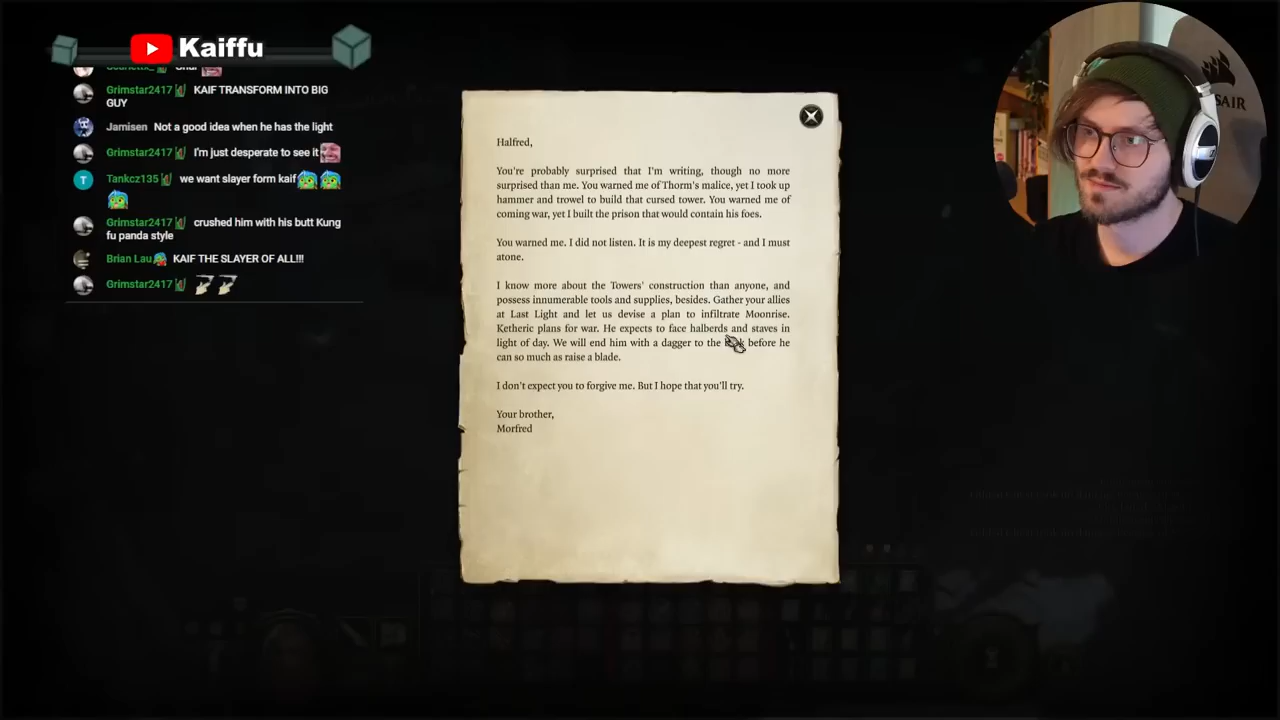 Kaiffu
Grimstar2417 KAIF TRANSFORM INTO BIG
GUY
Jamisen Not a good idea when he has the light
Grimstar2417 I'm just desperate to see it
T Tankcz135 we want slayer form kaif
Grimstar2417 crushed him with his butt Kung
fu panda style
Brian Lau KAIF THE SLAYER OF ALL!!!
Grimstar2417
Halfred,
You're probably surprised that I'm writing, though no more
surprised than me. You warned me of Thorm's malice, yet I took up
hammer and trowel to build that cursed tower. You warned me of
coming war, yet I built the prison that would contain his foes.
You warned me. I did not listen. It is my deepest regret - and I must
atone.
I know more about the Towers' construction than anyone, and
possess innumerable tools and supplies, besides. Gather your allies
at Last Light and let us devise a plan to infiltrate Moonrise.
Ketheric plans for war. He expects to face halberds and staves in
light of day. We will end him with a dagger to the before he
can so much as raise a blade.
I don't expect you to forgive me. But I hope that you'll try.
Your brother,
Morfred